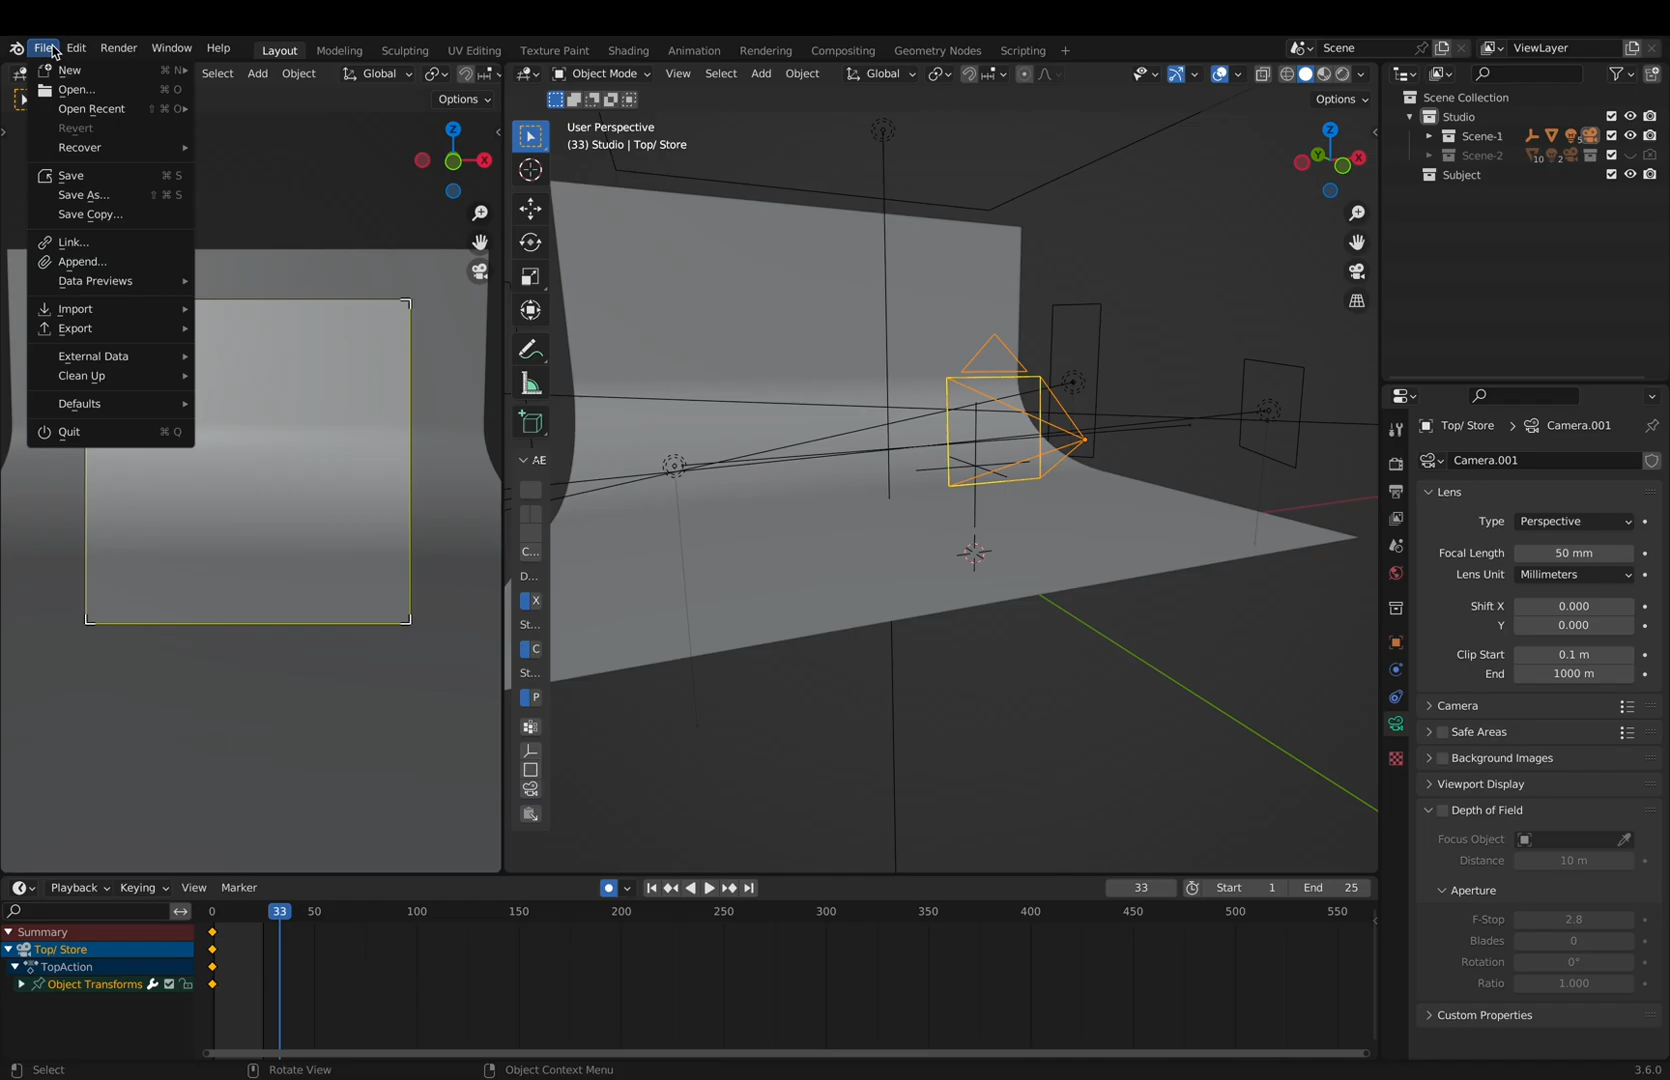 File Edit Render Window Help Layout Modeling Sculpting UV Editing Texture Paint Shading Animation Rendering Compositing Geometry Nodes Scripting + Scene ViewLayer
Select Add Object Global Object Mode View Select Add Object Global
Options Options
New ⌘ N
Open... ⌘ O
Open Recent ⇧ ⌘ O
Revert
Recover
Save ⌘ S
Save As... ⇧ ⌘ S
Save Copy...
Link...
Append...
Data Previews
Import
Export
External Data
Clean Up
Defaults
Quit ⌘ Q
Z
X
User Perspective
(33) Studio | Top/ Store
Z
Y
X
AE
C...
D...
X
St...
C
St...
P
Scene Collection
Studio
Scene-1 5
Scene-2 10 2
Subject
Top/ Store > Camera.001
Camera.001
Lens
Type Perspective
Focal Length 50 mm
Lens Unit Millimeters
Shift X 0.000
Y 0.000
Clip Start 0.1 m
End 1000 m
Camera
Safe Areas
Background Images
Viewport Display
Depth of Field
Focus Object
Distance 10 m
Aperture
F-Stop 2.8
Blades 0
Rotation 0°
Ratio 1.000
Custom Properties
Playback Keying View Marker 33 Start 1 End 25
0 33 50 100 150 200 250 300 350 400 450 500 550
Summary
Top/ Store
TopAction
Object Transforms
Select Rotate View Object Context Menu 3.6.0